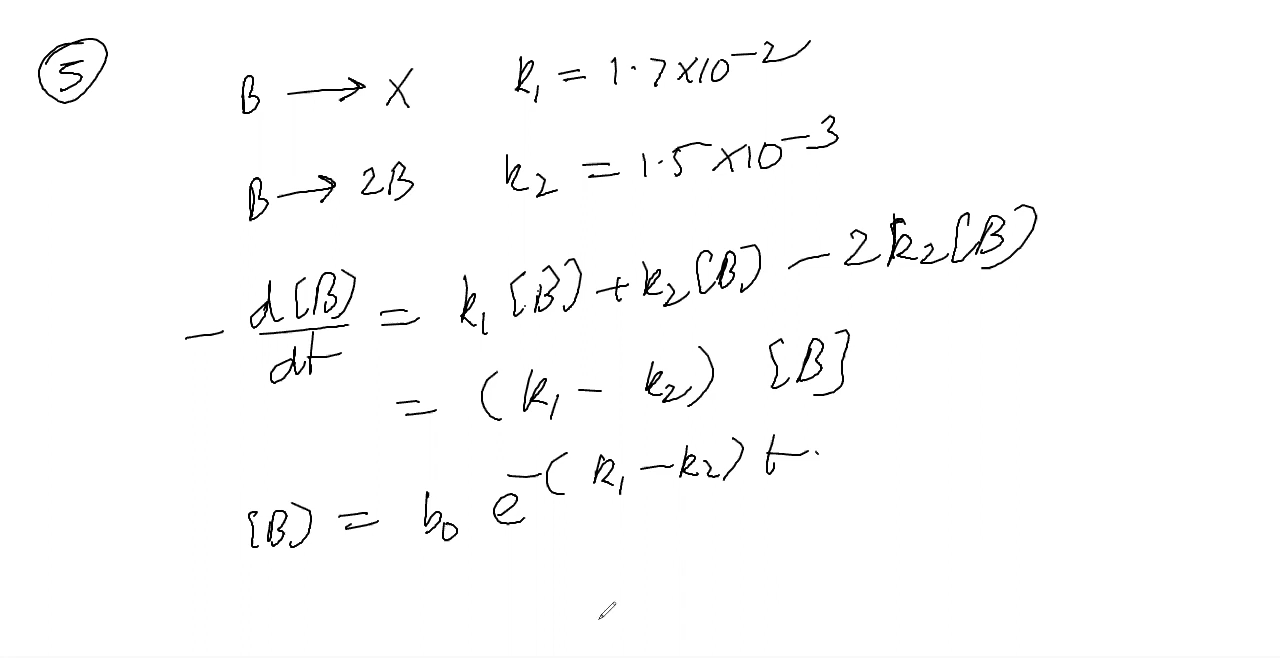 ⑤
B → X k₁ = 1.7×10⁻²
B → 2B k₂ = 1.5×10⁻³
- d[B]/dt = k₁ [B] + k₂ [B] - 2k₂[B]
= (k₁ - k₂) [B]
[B] = b₀ e^-(k₁ - k₂) t.